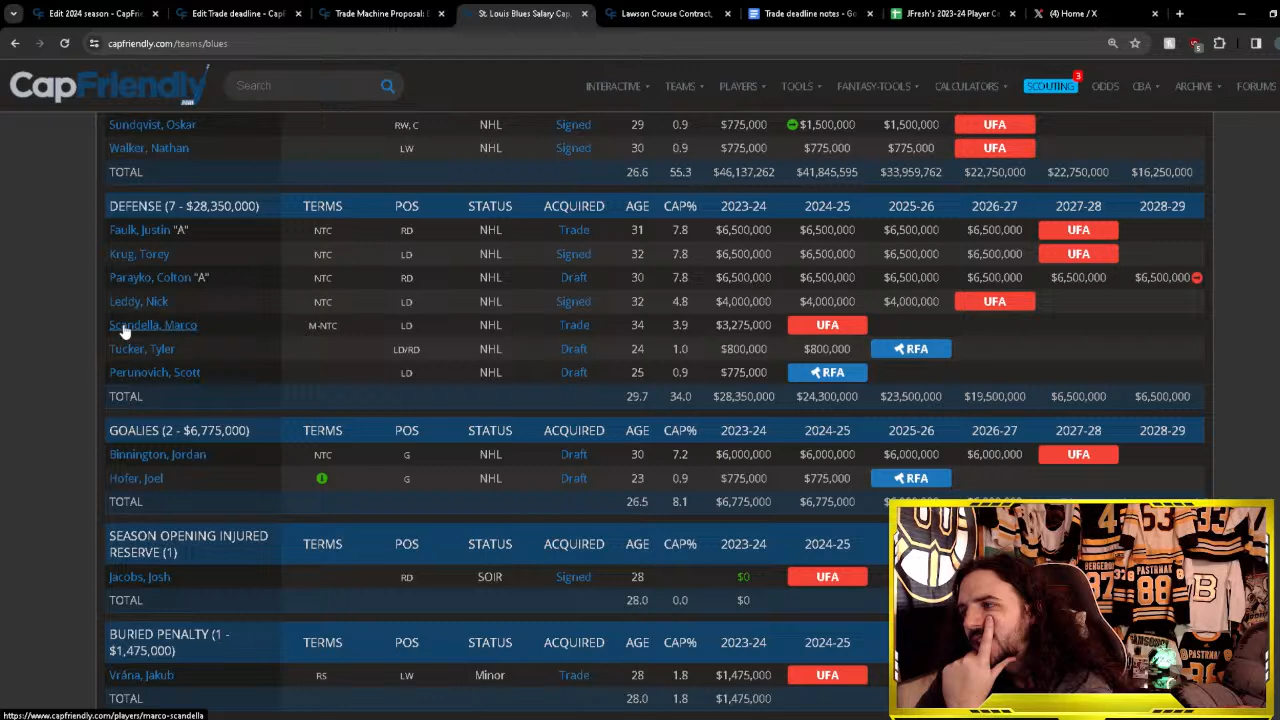 Edit 2024 season - CapFri
Edit Trade deadline - CapF
Trade Machine Proposal: B
St. Louis Blues Salary Cap,
Lawson Crouse Contract,
Trade deadline notes - Go
JFresh's 2023-24 Player C
(4) Home / X
capfriendly.com/teams/blues
5
CapFriendly
.com
Search
INTERACTIVE
TEAMS
PLAYERS
TOOLS
FANTASY-TOOLS
CALCULATORS
SCOUTING
3
ODDS
CBA
ARCHIVE
FORUMS
Sundqvist, Oskar RW, C NHL Signed 29 0.9 $775,000 $1,500,000 $1,500,000 UFA
Walker, Nathan LW NHL Signed 30 0.9 $775,000 $775,000 $775,000 UFA
TOTAL 26.6 55.3 $46,137,262 $41,845,595 $33,959,762 $22,750,000 $22,750,000 $16,250,000
DEFENSE (7 - $28,350,000) TERMS POS STATUS ACQUIRED AGE CAP% 2023-24 2024-25 2025-26 2026-27 2027-28 2028-29
Faulk, Justin "A" NTC RD NHL Trade 31 7.8 $6,500,000 $6,500,000 $6,500,000 $6,500,000 UFA
Krug, Torey NTC LD NHL Signed 32 7.8 $6,500,000 $6,500,000 $6,500,000 $6,500,000 UFA
Parayko, Colton "A" NTC RD NHL Draft 30 7.8 $6,500,000 $6,500,000 $6,500,000 $6,500,000 $6,500,000 $6,500,000
Leddy, Nick NTC LD NHL Signed 32 4.8 $4,000,000 $4,000,000 $4,000,000 UFA
Scandella, Marco M-NTC LD NHL Trade 34 3.9 $3,275,000 UFA
Tucker, Tyler LD/RD NHL Draft 24 1.0 $800,000 $800,000 RFA
Perunovich, Scott LD NHL Draft 25 0.9 $775,000 RFA
TOTAL 29.7 34.0 $28,350,000 $24,300,000 $23,500,000 $19,500,000 $6,500,000 $6,500,000
GOALIES (2 - $6,775,000) TERMS POS STATUS ACQUIRED AGE CAP% 2023-24 2024-25 2025-26 2026-27 2027-28 2028-29
Binnington, Jordan NTC G NHL Signed 30 7.2 $6,000,000 $6,000,000 $6,000,000 $6,000,000 UFA
Hofer, Joel G NHL Draft 23 0.9 $775,000 $775,000 RFA
TOTAL 26.5 8.1 $6,775,000 $6,775,000
SEASON OPENING INJURED
RESERVE (1) TERMS POS STATUS ACQUIRED AGE CAP% 2023-24 2024-25
Jacobs, Josh RD SOIR Signed 28 $0 UFA
TOTAL 28.0 0.0 $0
BURIED PENALTY (1 -
$1,475,000) TERMS POS STATUS ACQUIRED AGE CAP% 2023-24 2024-25
Vrána, Jakub RS LW Minor Trade 28 1.8 $1,475,000 UFA
TOTAL 28.0 1.8 $1,475,000
https://www.capfriendly.com/players/marco-scandella
BERGERON
PASTRNAK
88
B
PASTRNAK